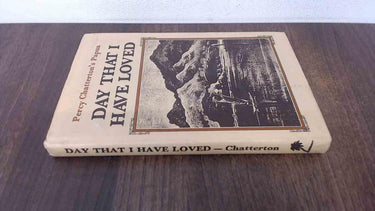 Percy Chatterton's Papua
DAY THAT I
HAVE LOVED
DAY THAT I HAVE LOVED — Chatterton